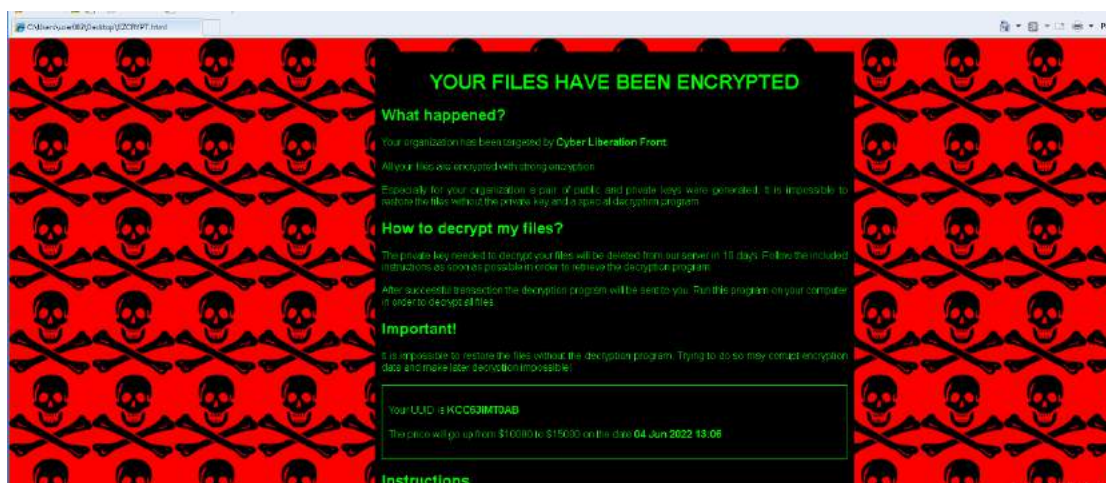 YOUR FILES HAVE BEEN ENCRYPTED
What happened?
Your organization has been targeted by Cyber Liberation Front
All your files are encrypted with strong encryption
Especially for your organization a pair of public and private keys were generated. It is impossible to
restore the files without the private key and a special decryption program
How to decrypt my files?
The private key needed to decrypt your files will be deleted from our server in 10 days. Follow the included
instructions as soon as possible in order to retrieve the decryption program
After successful transaction the decryption program will be sent to you. Run this program on your computer
in order to decrypt all files
Important!
It is impossible to restore the files without the decryption program. Trying to do so may corrupt encryption
data and make later decryption impossible!
Your UUID is KCC63IMT0AB
The price will go up from $10000 to $15000 on the date 04 Jun 2022 13:06
Instructions